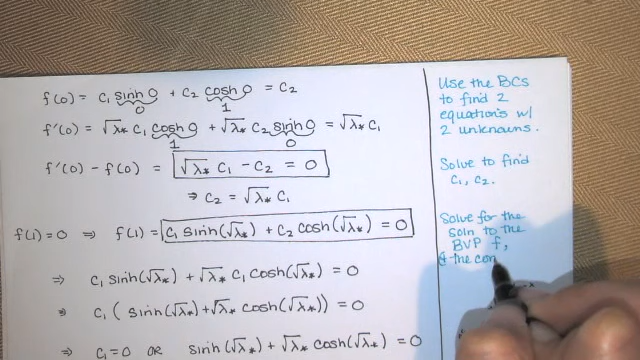 f(0) = c₁ sinh 0 + c₂ cosh 0 = c₂
0 1
f'(0) = √λ* c₁ cosh 0 + √λ* c₂ sinh 0 = √λ* c₁
1 0
f'(0) - f(0) = √λ* c₁ - c₂ = 0
⇒ c₂ = √λ* c₁
f(1) = 0 ⇒ f(1) = c₁ sinh(√λ*) + c₂ cosh(√λ*) = 0
⇒ c₁ sinh(√λ*) + √λ* c₁ cosh(√λ*) = 0
⇒ c₁ ( sinh(√λ*) + √λ* cosh(√λ*)) = 0
⇒ c₁ = 0 OR sinh(√λ*) + √λ* cosh(√λ*) = 0
Use the BCs
to find 2
equations w/
2 unknowns.
Solve to find
c₁, c₂.
Solve for the
soln to the
BVP f,
& the con